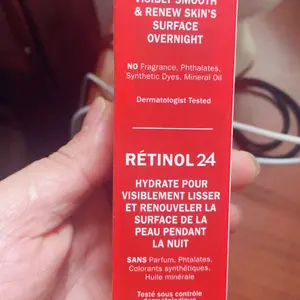 VISIBLY SMOOTH
& RENEW SKIN'S
SURFACE
OVERNIGHT
NO Fragrance, Phthalates,
Synthetic Dyes, Mineral Oil
Dermatologist Tested
RÉTINOL 24
HYDRATE POUR
VISIBLEMENT LISSER
ET RENOUVELER LA
SURFACE DE LA
PEAU PENDANT
LA NUIT
SANS Parfum, Phtalates,
Colorants synthétiques,
Huile minérale
Testé sous contrôle
dermatologique